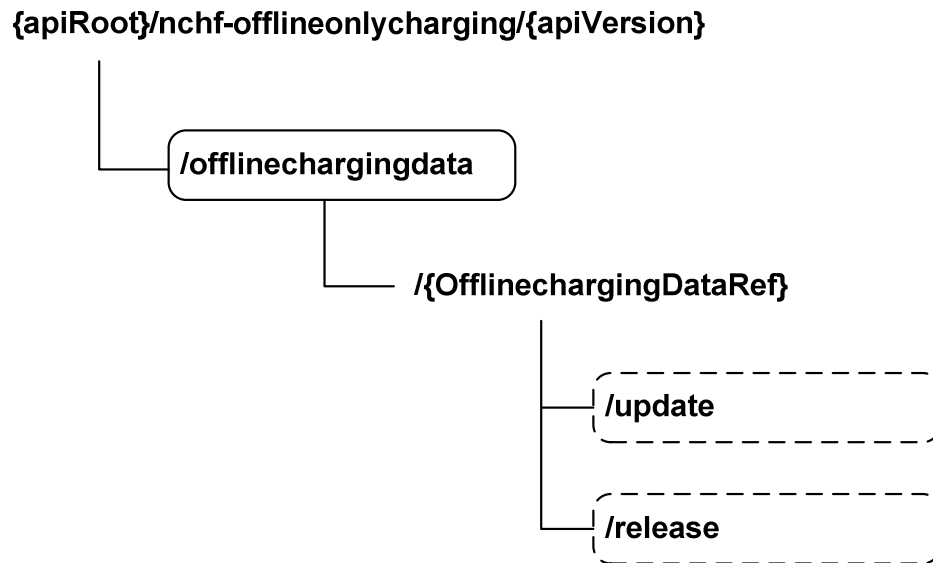 {apiRoot}/nchf-offlineonlycharging/{apiVersion}
/offlinechargingdata
/{OfflinechargingDataRef}
/update
/release